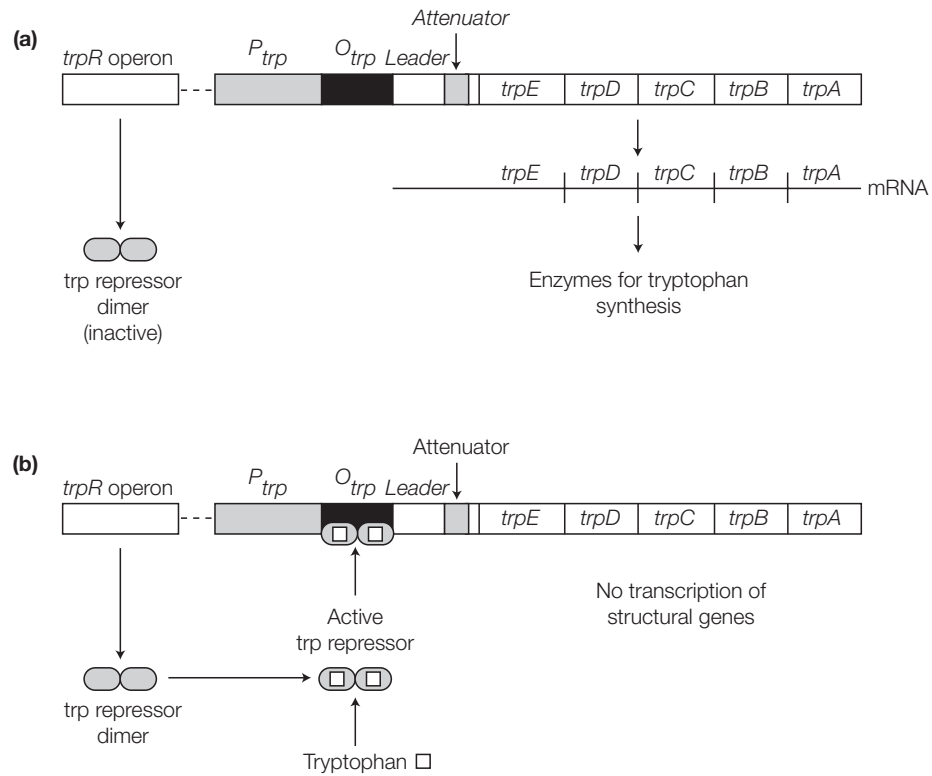 (a)
Attenuator
trpR operon
P trp
O trp
Leader
trpE trpD trpC trpB trpA
trpE trpD trpC trpB trpA
mRNA
trp repressor
dimer
(inactive)
Enzymes for tryptophan
synthesis
(b)
Attenuator
trpR operon
P trp
O trp
Leader
trpE trpD trpC trpB trpA
No transcription of
structural genes
Active
trp repressor
trp repressor
dimer
Tryptophan